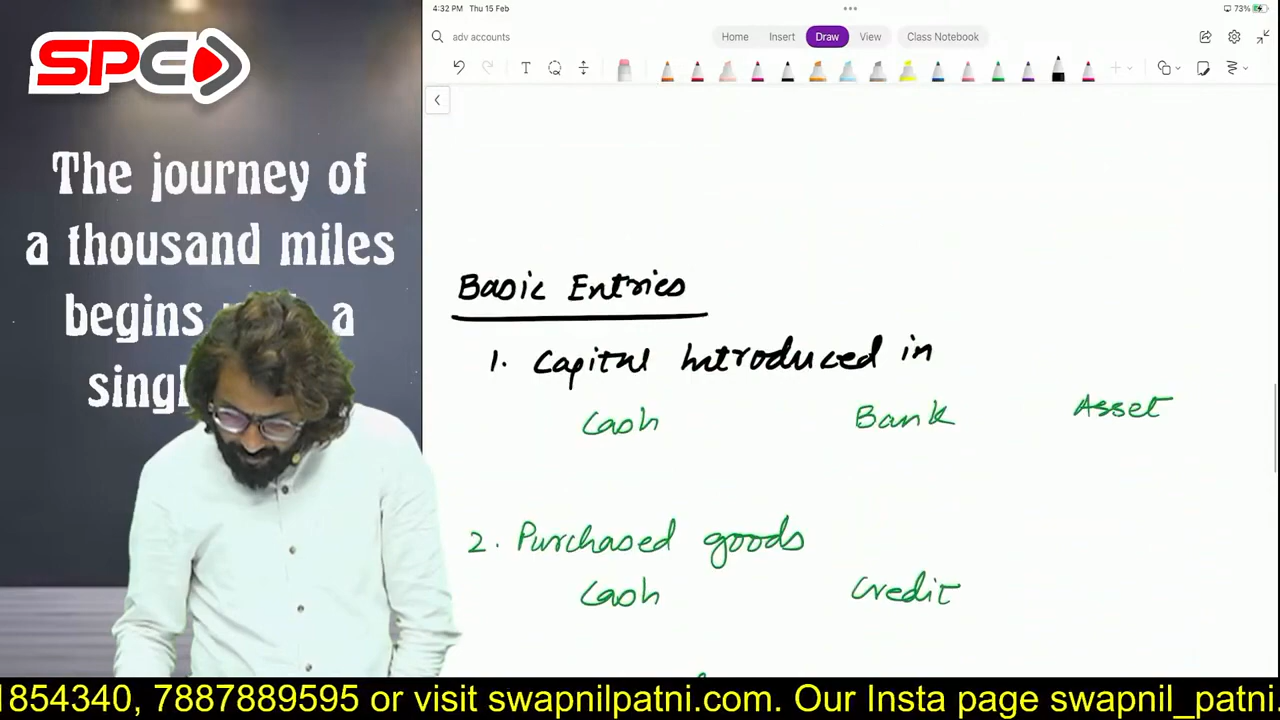 SPC
The journey of
a thousand miles
begins a
singl
4:32 PM Thu 15 Feb
73%
adv accounts
Home Insert Draw View Class Notebook
Basic Entries
1. Capital Introduced in
Cash Bank Asset
2. Purchased goods
Cash Credit
1854340, 7887889595 or visit swapnilpatni.com. Our Insta page swapnil_patni.